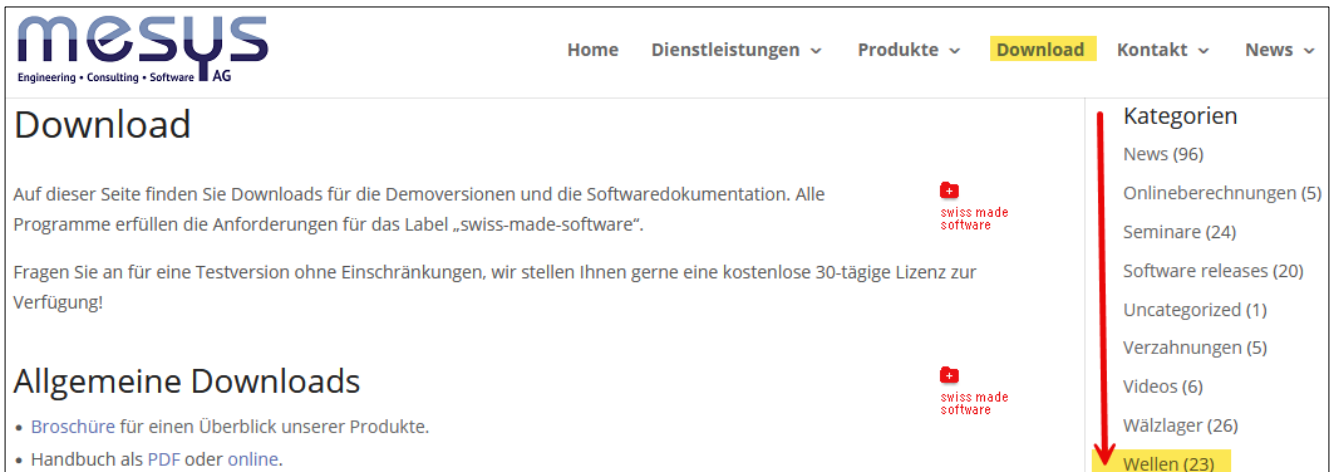 mesys
Engineering • Consulting • Software AG
Home Dienstleistungen Produkte Download Kontakt News
Download
Auf dieser Seite finden Sie Downloads für die Demoversionen und die Softwaredokumentation. Alle
Programme erfüllen die Anforderungen für das Label „swiss-made-software“.
swiss made
software
Fragen Sie an für eine Testversion ohne Einschränkungen, wir stellen Ihnen gerne eine kostenlose 30-tägige Lizenz zur
Verfügung!
Allgemeine Downloads
swiss made
software
• Broschüre für einen Überblick unserer Produkte.
• Handbuch als PDF oder online.
Kategorien
News (96)
Onlineberechnungen (5)
Seminare (24)
Software releases (20)
Uncategorized (1)
Verzahnungen (5)
Videos (6)
Wälzlager (26)
Wellen (23)